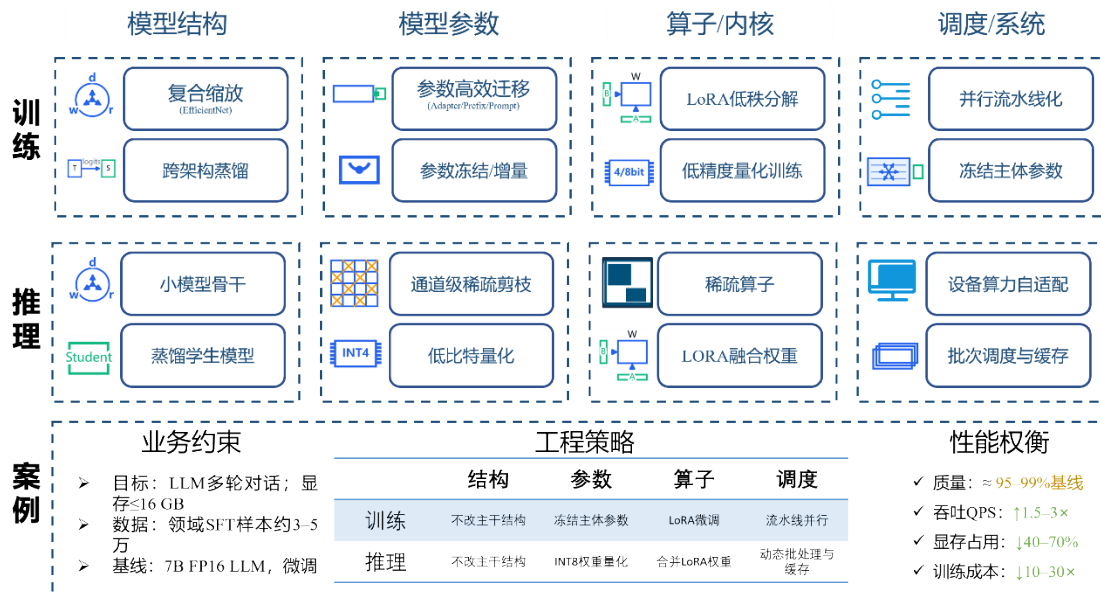 模型结构
模型参数
算子/内核
调度/系统
训练
d
w
r
复合缩放
(EfficientNet)
参数高效迁移
(Adapter/Prefix/Prompt)
W
B
A
LoRA低秩分解
并行流水线化
T
logits
S
跨架构蒸馏
参数冻结/增量
4/8bit
低精度量化训练
冻结主体参数
推理
d
w
r
小模型骨干
通道级稀疏剪枝
稀疏算子
设备算力自适配
Student
蒸馏学生模型
INT4
低比特量化
W
B
A
LORA融合权重
批次调度与缓存
案例
业务约束
➢ 目标：LLM多轮对话；显
存≤16 GB
➢ 数据：领域SFT样本约3–5
万
➢ 基线：7B FP16 LLM，微调
工程策略
结构 参数 算子 调度
训练 不改主干结构 冻结主体参数 LoRA微调 流水线并行
推理 不改主干结构 INT8权重量化 合并LoRA权重 动态批处理与
缓存
性能权衡
✓ 质量：≈ 95–99%基线
✓ 吞吐QPS：↑1.5–3×
✓ 显存占用：↓40–70%
✓ 训练成本：↓10–30×